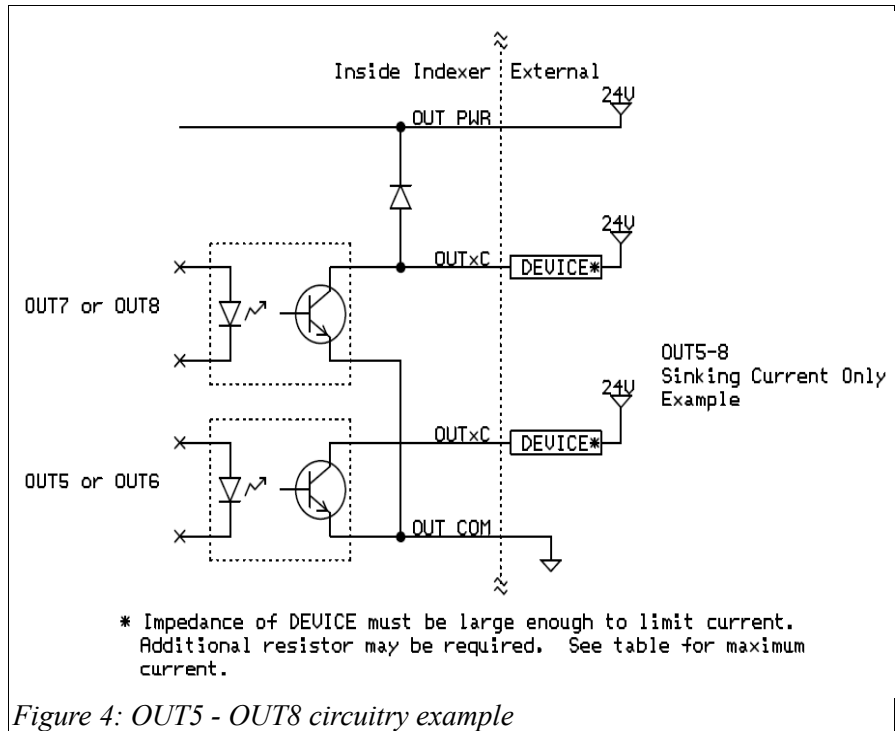 Inside Indexer External
24V
OUT PWR
24V
OUTxC
DEVICE*
OUT7 or OUT8
OUT5-8
Sinking Current Only
Example
24V
OUTxC
DEVICE*
OUT5 or OUT6
OUT COM
* Impedance of DEVICE must be large enough to limit current.
Additional resistor may be required. See table for maximum
current.
Figure 4: OUT5 - OUT8 circuitry example